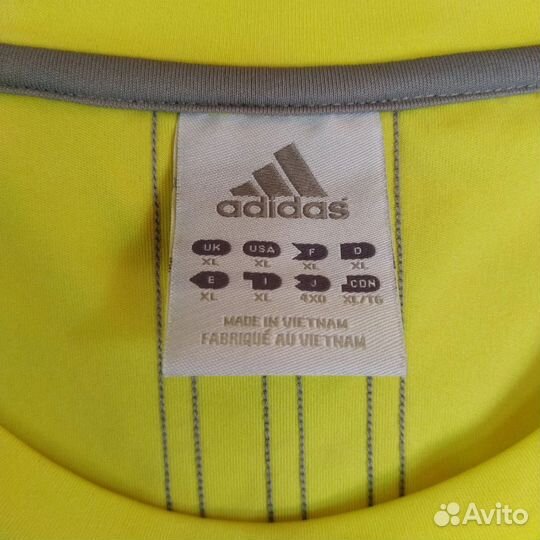 adidas
UK USA F D
XL XL XL XL
E I J CDN
XL XL 4XO XL/TG
MADE IN VIETNAM
FABRIQUÉ AU VIETNAM
Avito